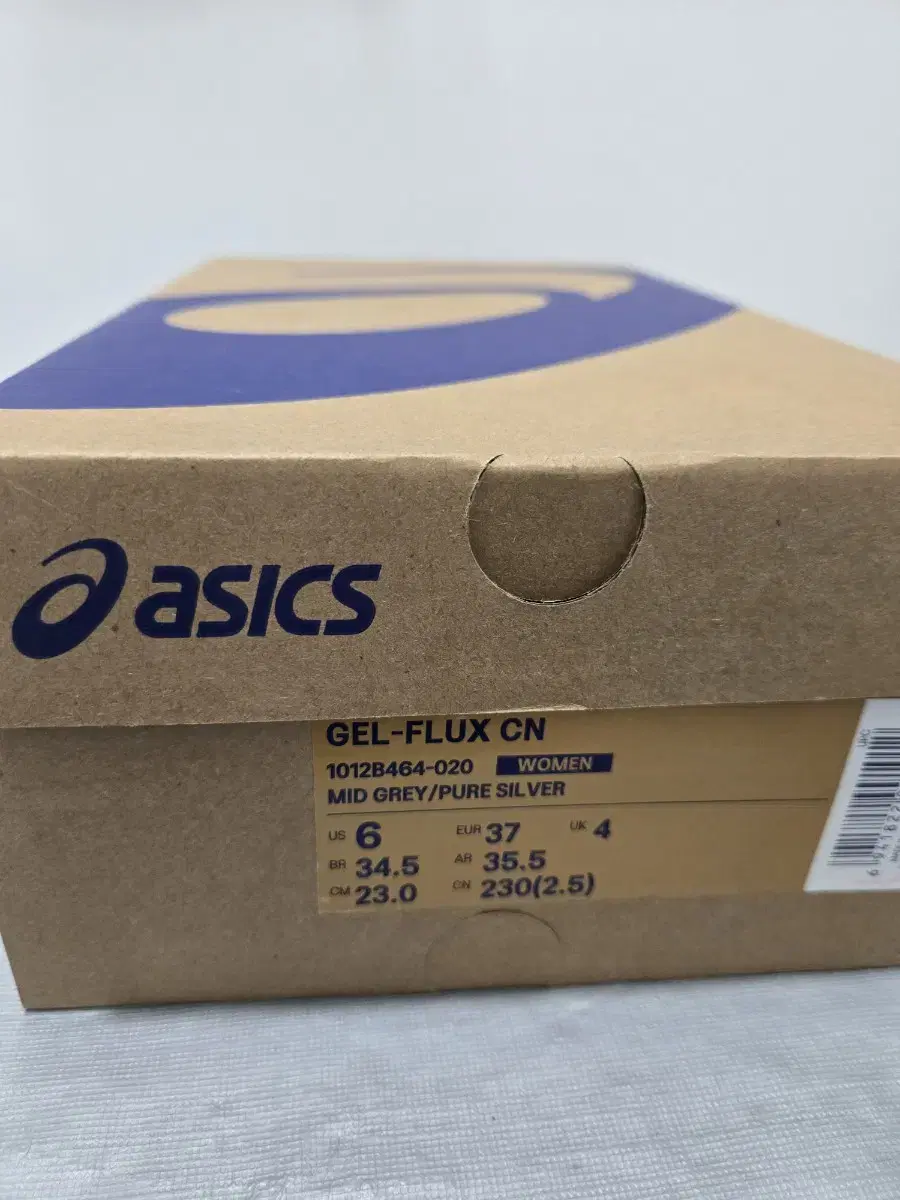 asics
GEL-FLUX CN
1012B464-020 WOMEN
MID GREY/PURE SILVER
US 6 EUR 37 UK 4
BR 34.5 AR 35.5
CM 23.0 CN 230(2.5)
UPC